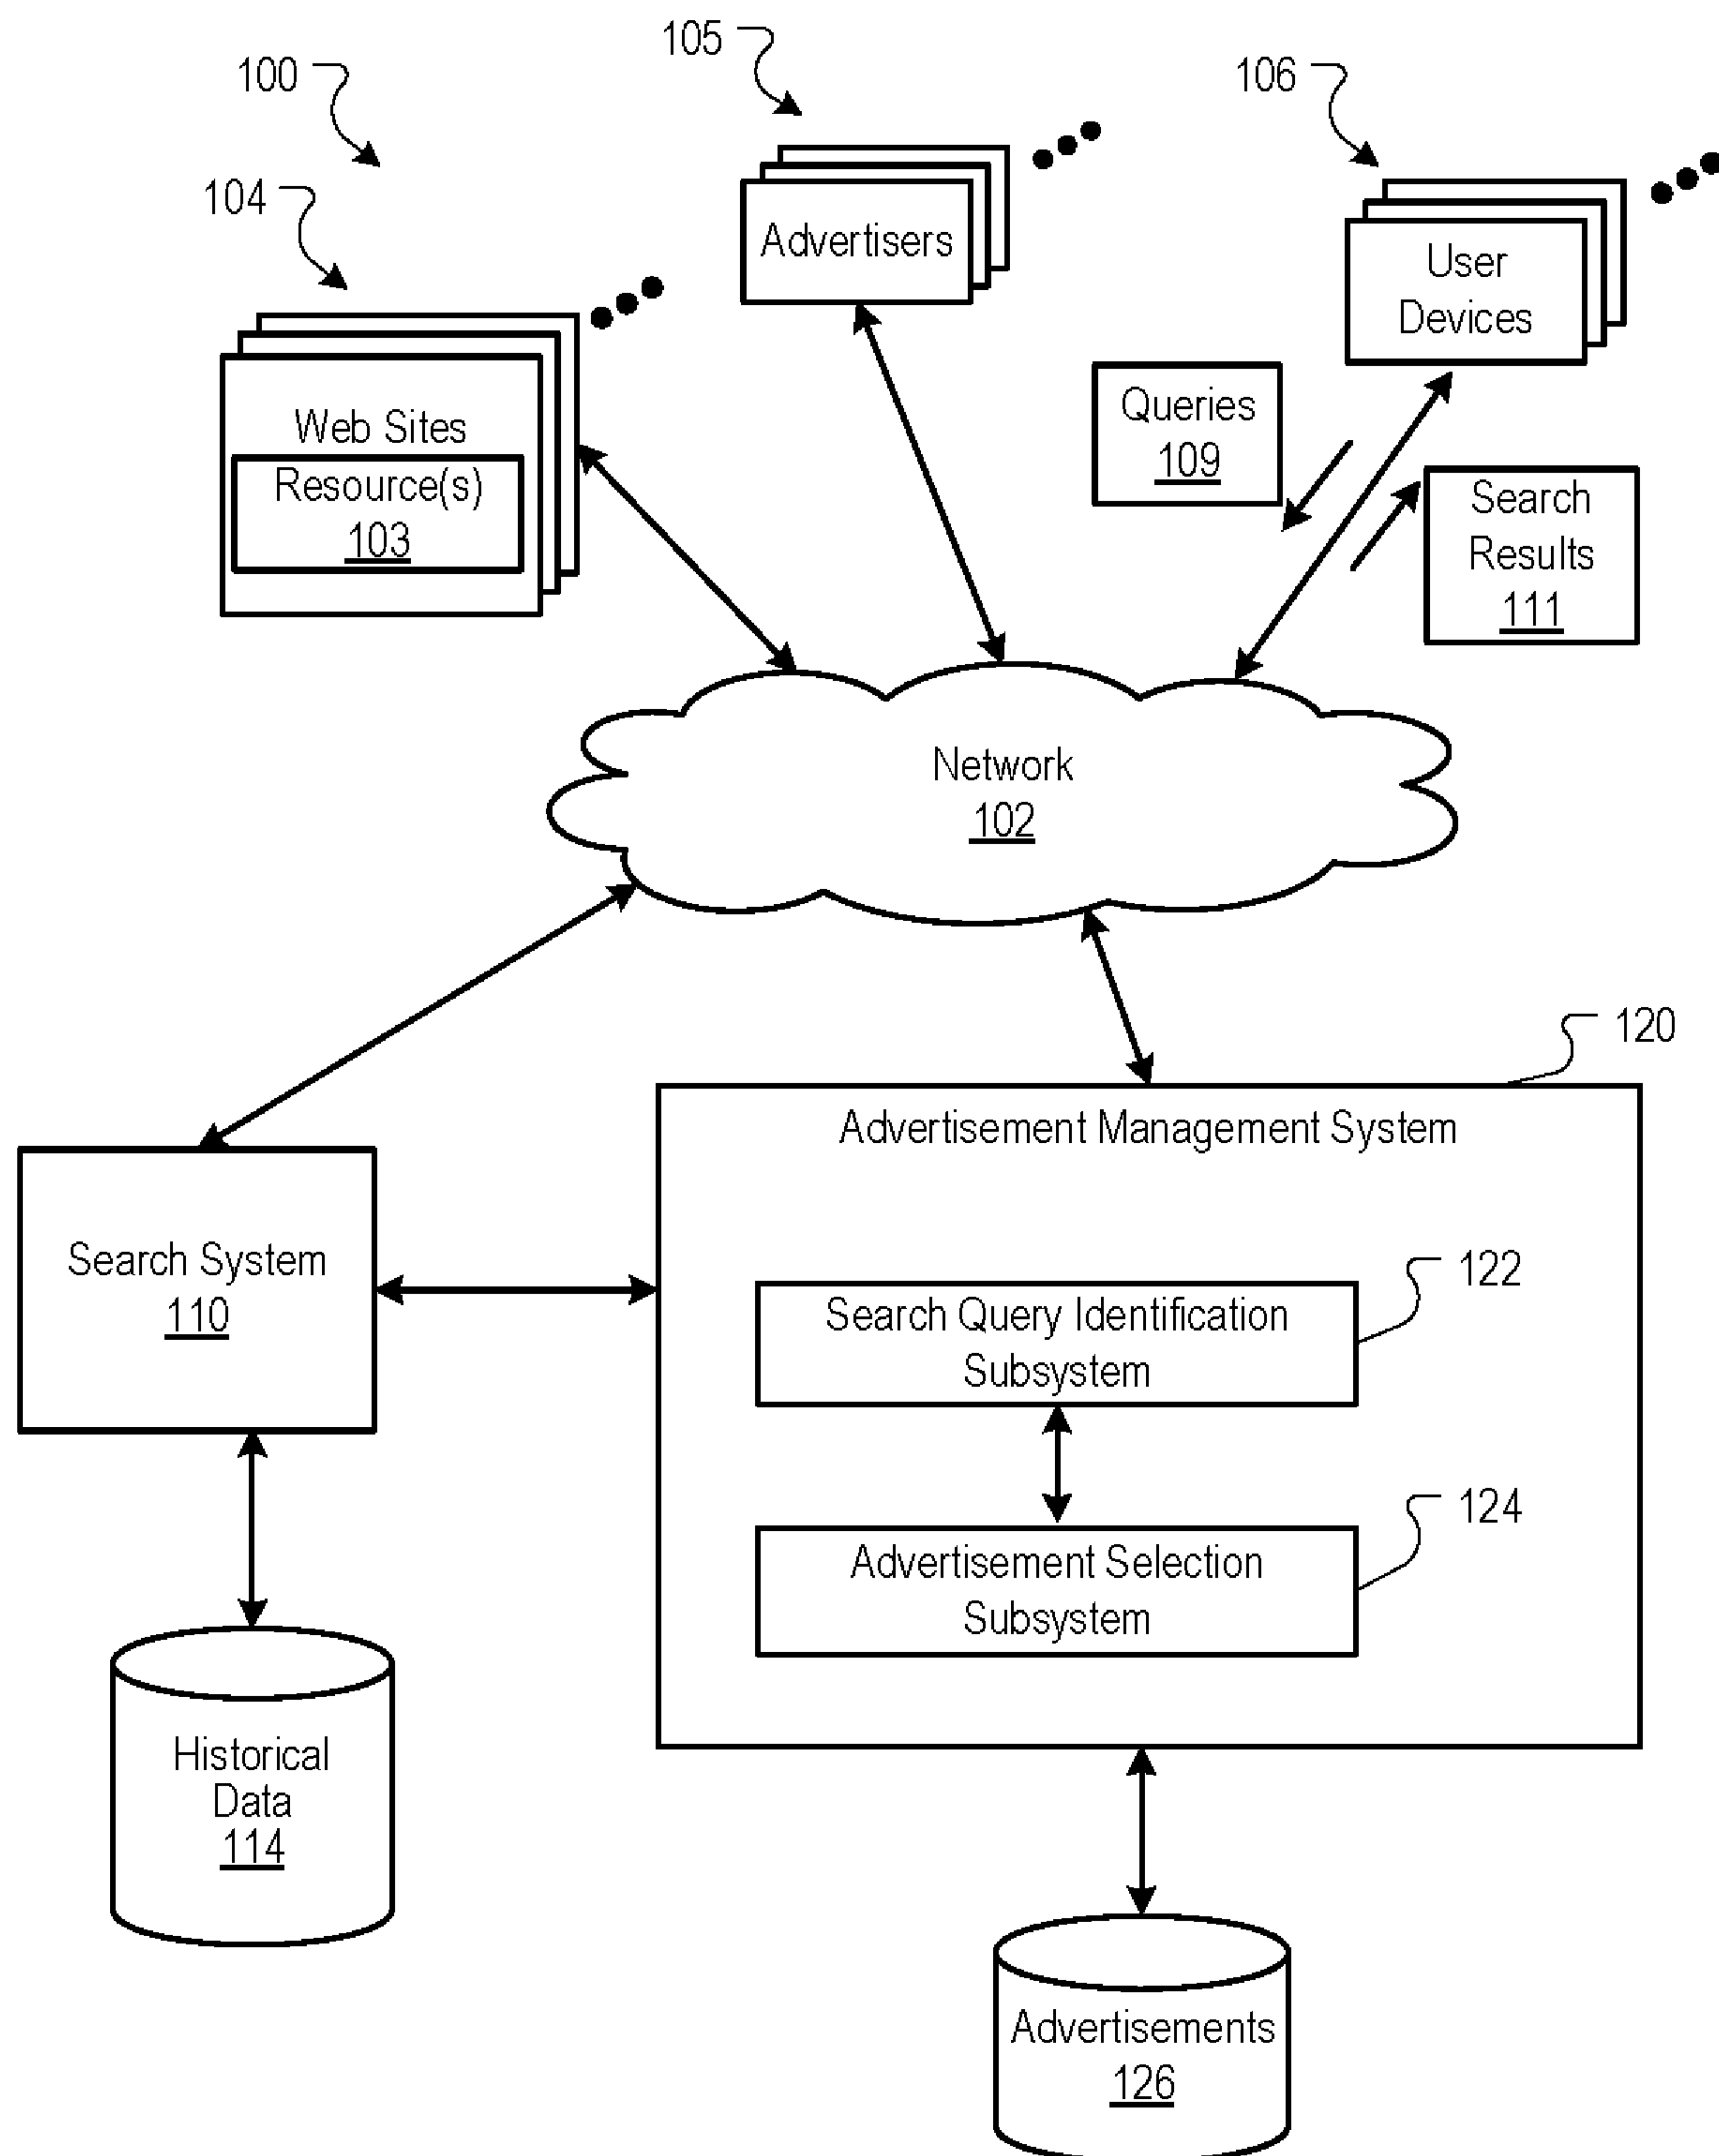 105
100
106
104
Advertisers
User
Devices
Web Sites
Resource(s)
103
Queries
109
Search
Results
111
Network
102
120
Advertisement Management System
Search System
110
122
Search Query Identification
Subsystem
124
Advertisement Selection
Subsystem
Historical
Data
114
Advertisements
126